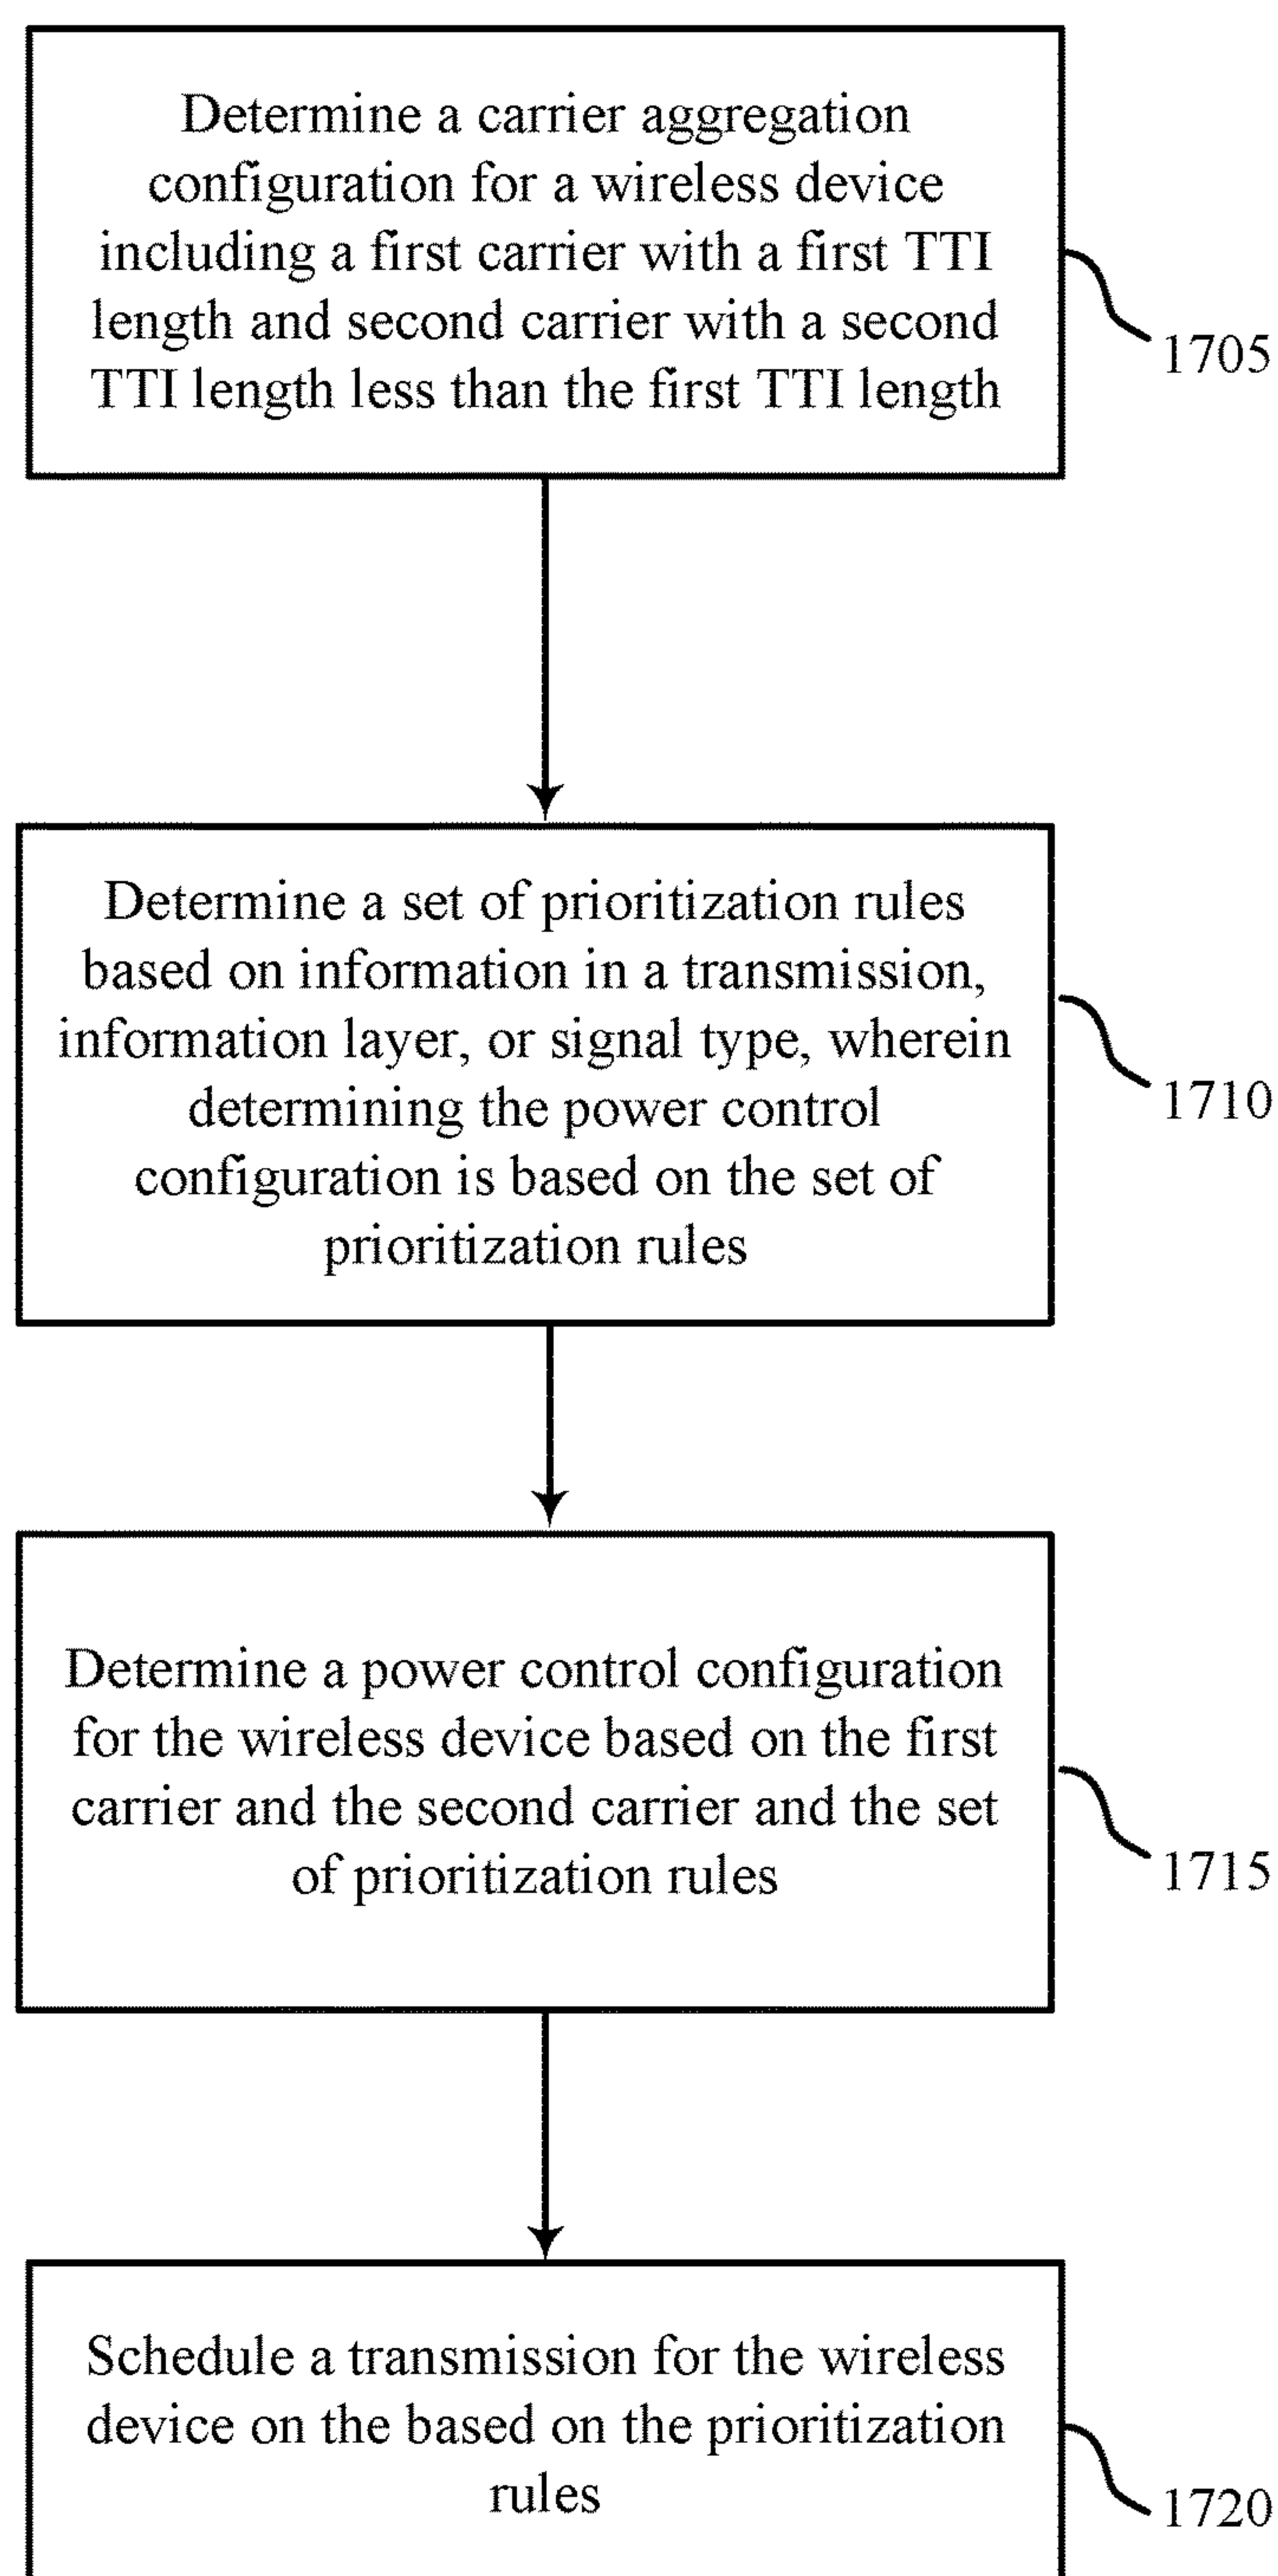 Determine a carrier aggregation
configuration for a wireless device
including a first carrier with a first TTI
length and second carrier with a second
TTI length less than the first TTI length
1705
Determine a set of prioritization rules
based on information in a transmission,
information layer, or signal type, wherein
determining the power control
configuration is based on the set of
prioritization rules
1710
Determine a power control configuration
for the wireless device based on the first
carrier and the second carrier and the set
of prioritization rules
1715
Schedule a transmission for the wireless
device on the based on the prioritization
rules
1720